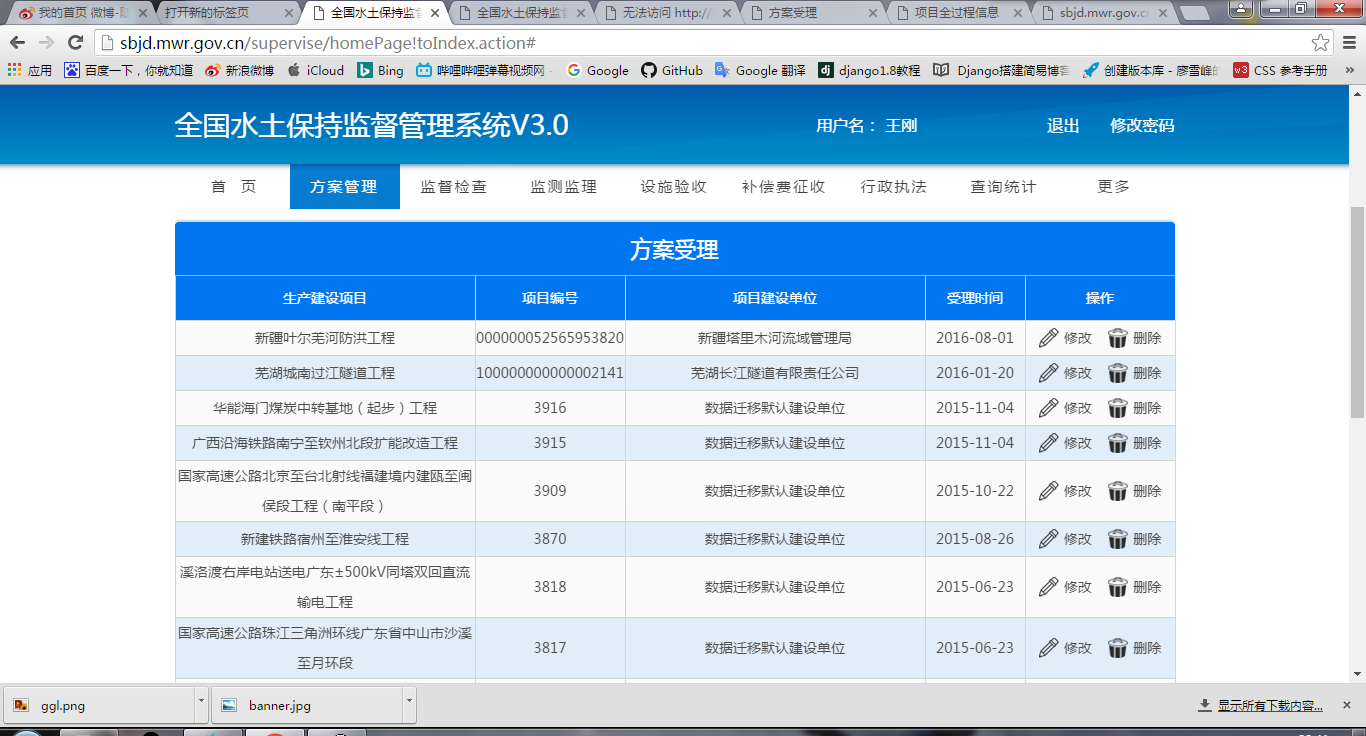 我的首页 微博-随
打开新的标签页
全国水土保持监督
全国水土保持监督
无法访问 http://
方案受理
项目全过程信息
sbjd.mwr.gov.c
sbjd.mwr.gov.cn/supervise/homePage!toIndex.action#
应用 百度一下，你就知道 新浪微博 iCloud Bing 哔哩哔哩弹幕视频网 Google GitHub Google 翻译 django1.8教程 Django搭建简易博客 创建版本库 - 廖雪峰的 CSS 参考手册 »
全国水土保持监督管理系统V3.0 用户名： 王刚 退出 修改密码
首 页 方案管理 监督检查 监测监理 设施验收 补偿费征收 行政执法 查询统计 更多
方案受理
生产建设项目 项目编号 项目建设单位 受理时间 操作
新疆叶尔羌河防洪工程 000000052565953820 新疆塔里木河流域管理局 2016-08-01 修改 删除
芜湖城南过江隧道工程 100000000000002141 芜湖长江隧道有限责任公司 2016-01-20 修改 删除
华能海门煤炭中转基地（起步）工程 3916 数据迁移默认建设单位 2015-11-04 修改 删除
广西沿海铁路南宁至钦州北段扩能改造工程 3915 数据迁移默认建设单位 2015-11-04 修改 删除
国家高速公路北京至台北射线福建境内建瓯至闽
侯段工程（南平段） 3909 数据迁移默认建设单位 2015-10-22 修改 删除
新建铁路宿州至淮安线工程 3870 数据迁移默认建设单位 2015-08-26 修改 删除
溪洛渡右岸电站送电广东±500kV同塔双回直流
输电工程 3818 数据迁移默认建设单位 2015-06-23 修改 删除
国家高速公路珠江三角洲环线广东省中山市沙溪
至月环段 3817 数据迁移默认建设单位 2015-06-23 修改 删除
ggl.png banner.jpg 显示所有下载内容...